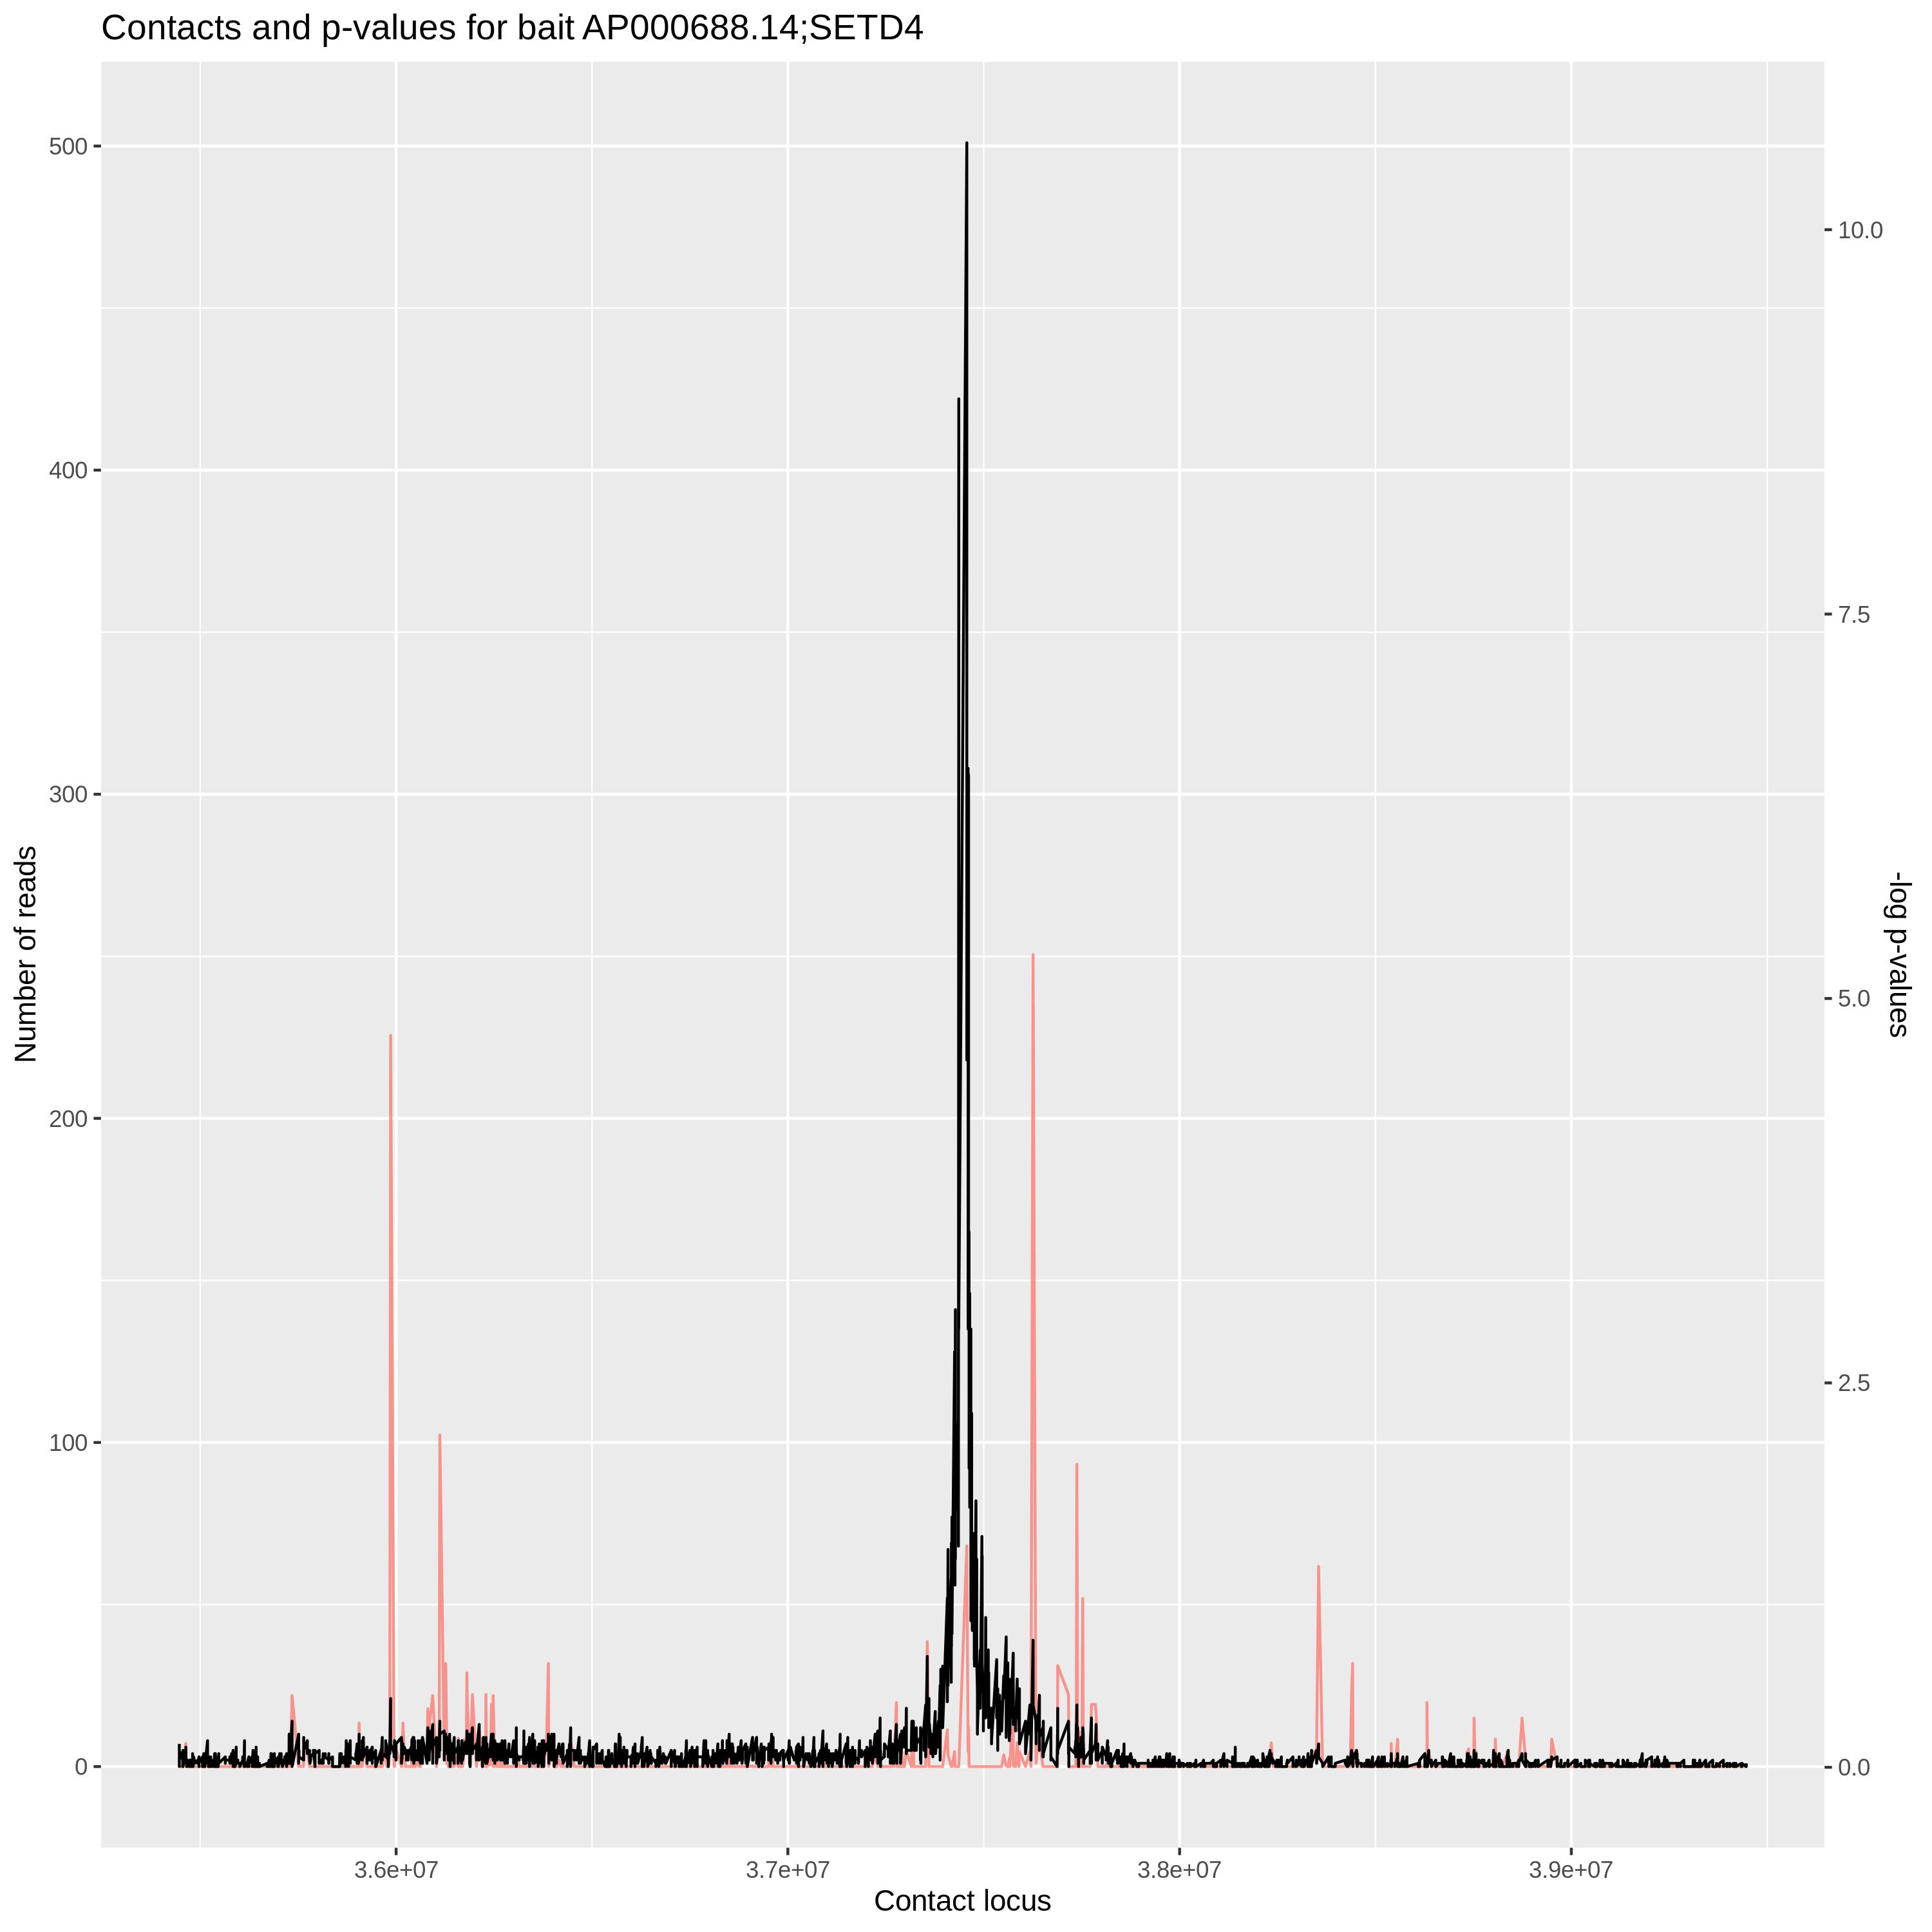 Contacts and p-values for bait AP000688.14;SETD4
500
400
300
200
100
0
Number of reads
10.0
7.5
5.0
2.5
0.0
-log p-values
3.6e+07
3.7e+07
3.8e+07
3.9e+07
Contact locus